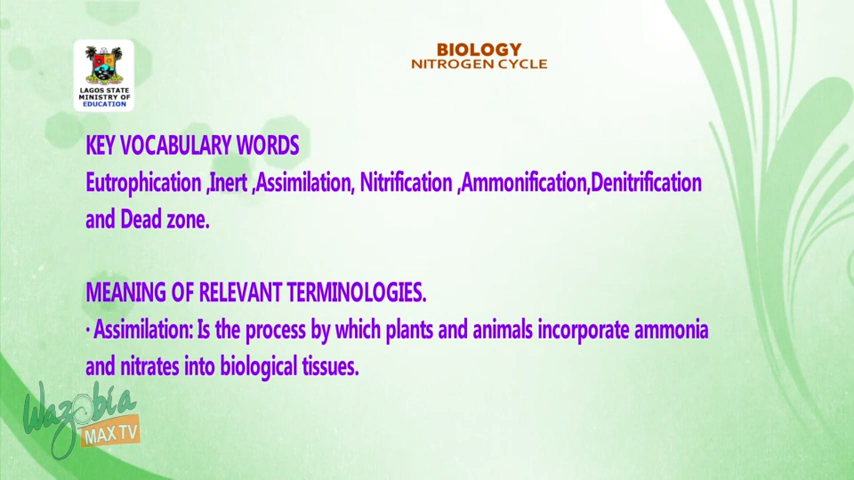 BIOLOGY
NITROGEN CYCLE
LAGOS STATE
MINISTRY OF
EDUCATION
KEY VOCABULARY WORDS
Eutrophication ,Inert ,Assimilation, Nitrification ,Ammonification,Denitrification
and Dead zone.
MEANING OF RELEVANT TERMINOLOGIES.
· Assimilation: Is the process by which plants and animals incorporate ammonia
and nitrates into biological tissues.
Wazobia
MAX TV